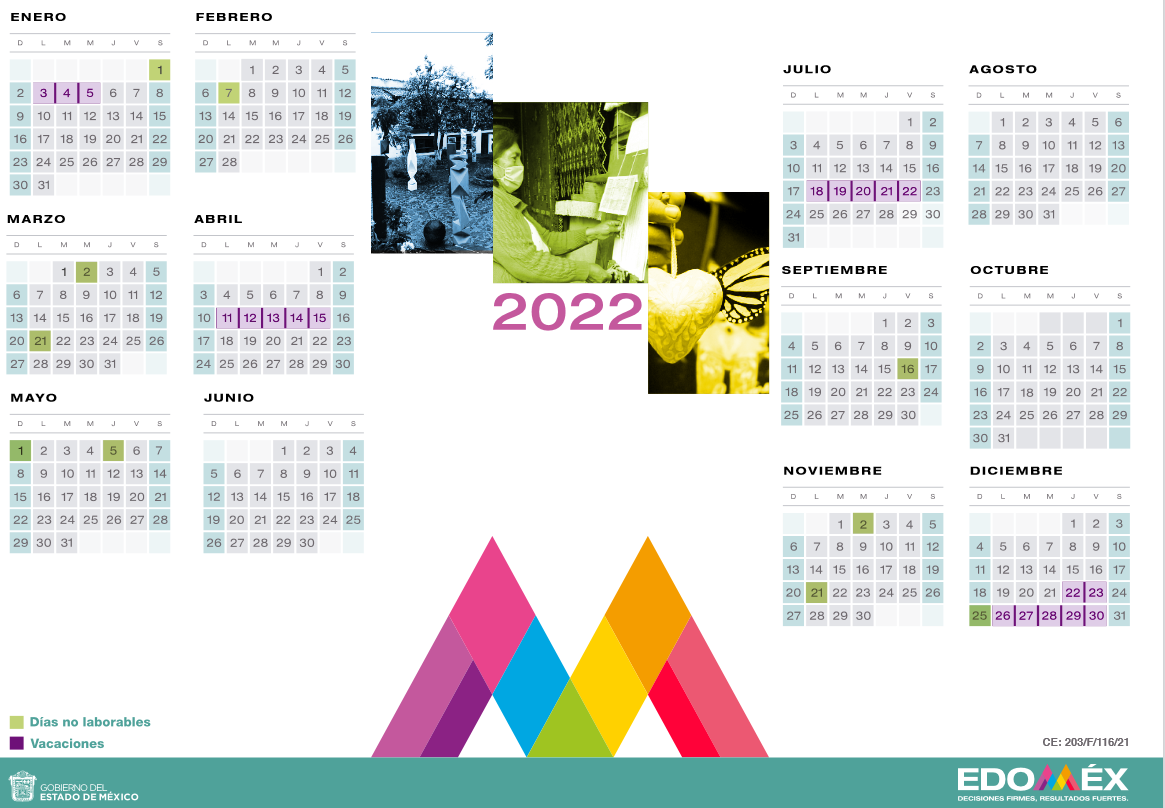 ENERO
D L M M J V S
1
2 3 4 5 6 7 8
9 10 11 12 13 14 15
16 17 18 19 20 21 22
23 24 25 26 27 28 29
30 31
FEBRERO
D L M M J V S
1 2 3 4 5
6 7 8 9 10 11 12
13 14 15 16 17 18 19
20 21 22 23 24 25 26
27 28
MARZO
D L M M J V S
1 2 3 4 5
6 7 8 9 10 11 12
13 14 15 16 17 18 19
20 21 22 23 24 25 26
27 28 29 30 31
ABRIL
D L M M J V S
1 2
3 4 5 6 7 8 9
10 11 12 13 14 15 16
17 18 19 20 21 22 23
24 25 26 27 28 29 30
MAYO
D L M M J V S
1 2 3 4 5 6 7
8 9 10 11 12 13 14
15 16 17 18 19 20 21
22 23 24 25 26 27 28
29 30 31
JUNIO
D L M M J V S
1 2 3 4
5 6 7 8 9 10 11
12 13 14 15 16 17 18
19 20 21 22 23 24 25
26 27 28 29 30
2022
JULIO
D L M M J V S
1 2
3 4 5 6 7 8 9
10 11 12 13 14 15 16
17 18 19 20 21 22 23
24 25 26 27 28 29 30
31
AGOSTO
D L M M J V S
1 2 3 4 5 6
7 8 9 10 11 12 13
14 15 16 17 18 19 20
21 22 23 24 25 26 27
28 29 30 31
SEPTIEMBRE
D L M M J V S
1 2 3
4 5 6 7 8 9 10
11 12 13 14 15 16 17
18 19 20 21 22 23 24
25 26 27 28 29 30
OCTUBRE
D L M M J V S
1
2 3 4 5 6 7 8
9 10 11 12 13 14 15
16 17 18 19 20 21 22
23 24 25 26 27 28 29
30 31
NOVIEMBRE
D L M M J V S
1 2 3 4 5
6 7 8 9 10 11 12
13 14 15 16 17 18 19
20 21 22 23 24 25 26
27 28 29 30
DICIEMBRE
D L M M J V S
1 2 3
4 5 6 7 8 9 10
11 12 13 14 15 16 17
18 19 20 21 22 23 24
25 26 27 28 29 30 31
Días no laborables
Vacaciones
CE: 203/F/116/21
GOBIERNO DEL
ESTADO DE MÉXICO
EDOMÉX
DECISIONES FIRMES, RESULTADOS FUERTES.